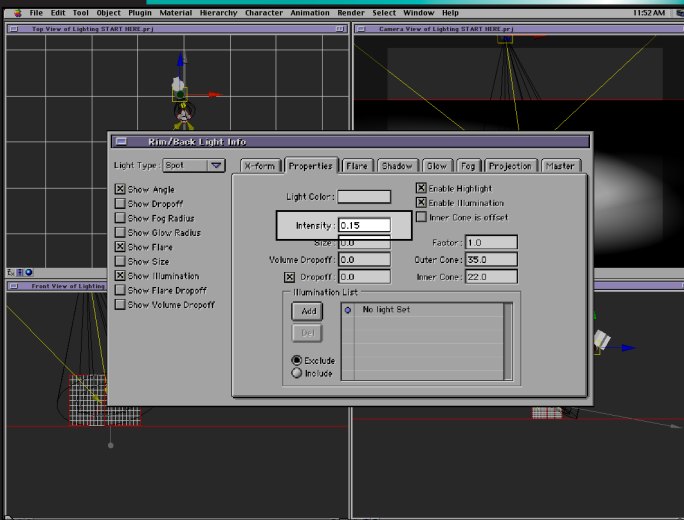 File Edit Tool Object Plugin Material Hierarchy Character Animation Render Select Window Help 11:52 AM
Top View of Lighting START HERE.prj
Camera View of Lighting START HERE.prj
Rim/Back Light Info
Light Type: Spot
X-form Properties Flare Shadow Glow Fog Projection Master
Show Angle
Show Dropoff
Show Fog Radius
Show Glow Radius
Show Flare
Show Size
Show Illumination
Show Flare Dropoff
Show Volume Dropoff
Light Color:
Enable Highlight
Enable Illumination
Inner Cone is offset
Intensity: 0.15
Size: 0.0
Factor: 1.0
Volume Dropoff: 0.0
Outer Cone: 35.0
Dropoff: 0.0
Inner Cone: 22.0
Illumination List
Add
No light Set
Del
Exclude
Include
Front View of Lighting